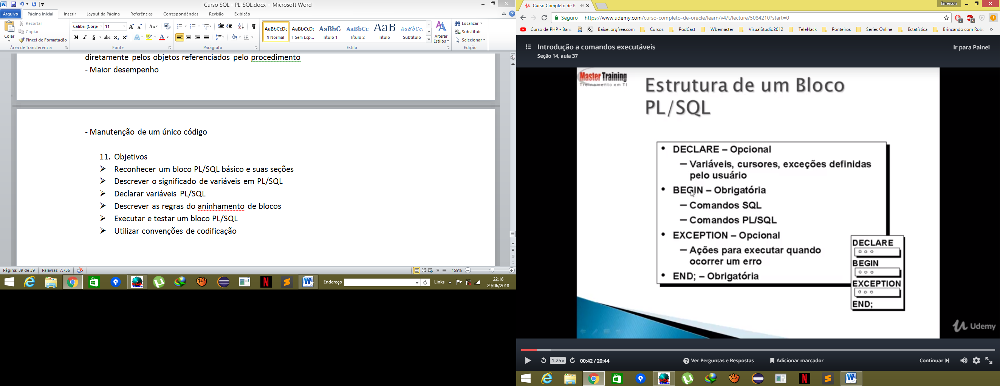 Curso SQL - PL-SQL.docx - Microsoft Word
Arquivo
Página Inicial
Inserir
Layout da Página
Referências
Correspondências
Revisão
Exibição
Colar
Recortar
Copiar
Pincel de Formatação
Área de Transferência
Calibri (Corpo
11
Fonte
Parágrafo
AaBbCcDc
¶ Normal
AaBbCcDc
¶ Sem Esp...
AaBbC
Título 1
AaBbCc
Título 2
AaB
Título
AaBbCc.
Subtítulo
Alterar
Estilos
Estilo
Localizar
Substituir
Selecionar
Edição
diretamente pelos objetos referenciados pelo procedimento
- Maior desempenho
- Manutenção de um único código
11. Objetivos
Reconhecer um bloco PL/SQL básico e suas seções
Descrever o significado de variáveis em PL/SQL
Declarar variáveis PL/SQL
Descrever as regras do aninhamento de blocos
Executar e testar um bloco PL/SQL
Utilizar convenções de codificação
Página: 39 de 39
Palavras: 7.756
159%
Endereço
Links
22:16
29/06/2018
Curso Completo de B
Emerson
Seguro
https://www.udemy.com/curso-completo-de-oracle/learn/v4/t/lecture/5084210?start=0
Curso de PHP - Banc
Baixei.orgfree.com
Cursos
PodCast
Wbemaster
VisualStudio2012
TeleHack
Ponteiros
Series Online
Estatística
Brincando com Robs
Introdução a comandos executáveis
Seção 14, aula 37
Ir para Painel
Master Training
Treinamento em TI
Estrutura de um Bloco
PL/SQL
• DECLARE – Opcional
– Variáveis, cursores, exceções definidas
pelo usuário
• BEGIN – Obrigatória
– Comandos SQL
– Comandos PL/SQL
• EXCEPTION – Opcional
– Ações para executar quando
ocorrer um erro
• END; – Obrigatória
DECLARE
BEGIN
EXCEPTION
END;
Udemy
1.25×
00:42 / 20:44
Ver Perguntas e Respostas
Adicionar marcador
Continuar